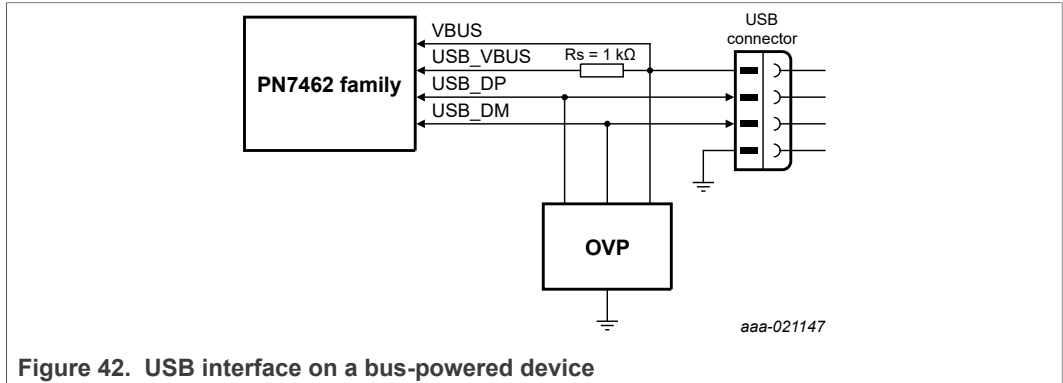 VBUS
USB
connector
USB_VBUS
Rs = 1 kΩ
PN7462 family
USB_DP
USB_DM
OVP
aaa-021147
Figure 42. USB interface on a bus-powered device